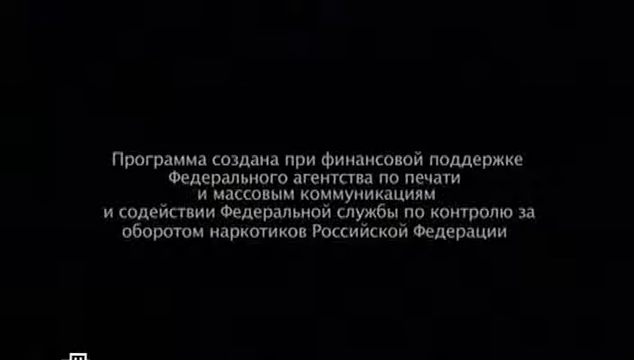 Программа создана при финансовой поддержке
Федерального агентства по печати
и массовым коммуникациям
и содействии Федеральной службы по контролю за
оборотом наркотиков Российской Федерации